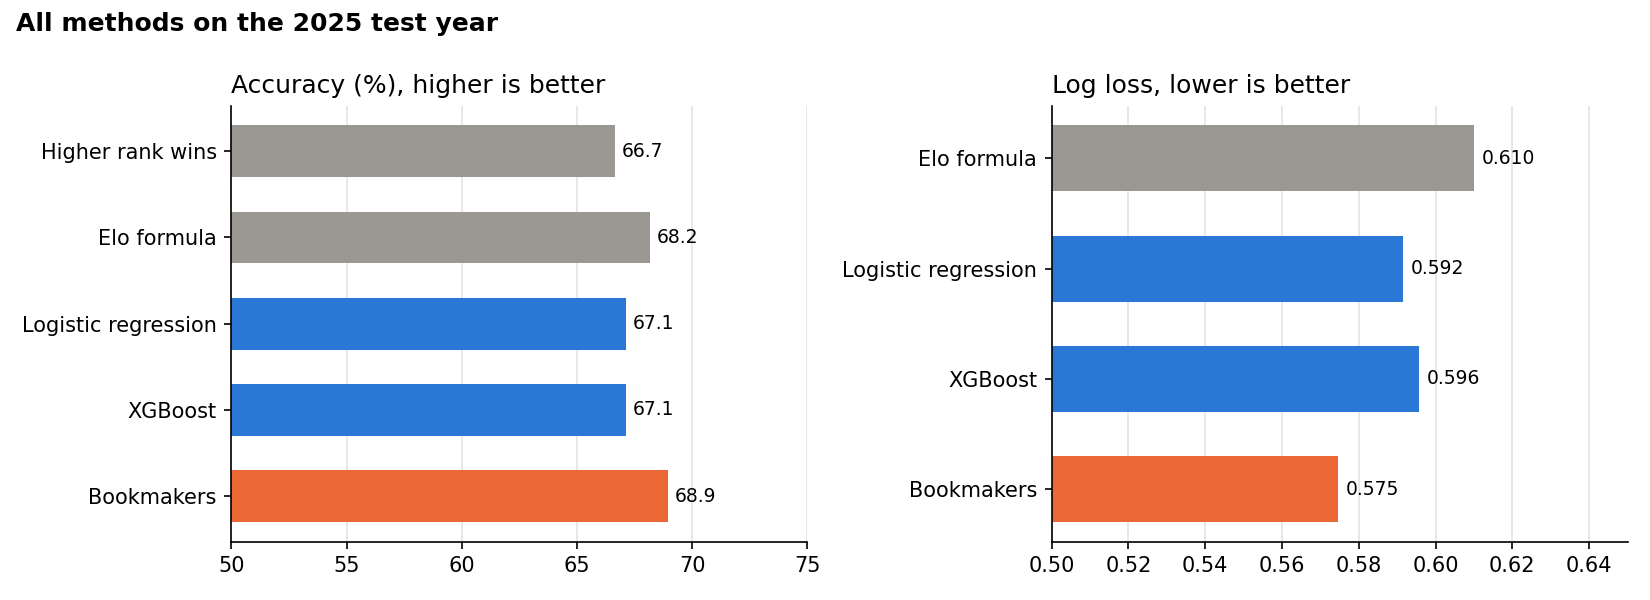 All methods on the 2025 test year
Accuracy (%), higher is better
Higher rank wins 66.7
Elo formula 68.2
Logistic regression 67.1
XGBoost 67.1
Bookmakers 68.9
50 55 60 65 70 75
Log loss, lower is better
Elo formula 0.610
Logistic regression 0.592
XGBoost 0.596
Bookmakers 0.575
0.50 0.52 0.54 0.56 0.58 0.60 0.62 0.64